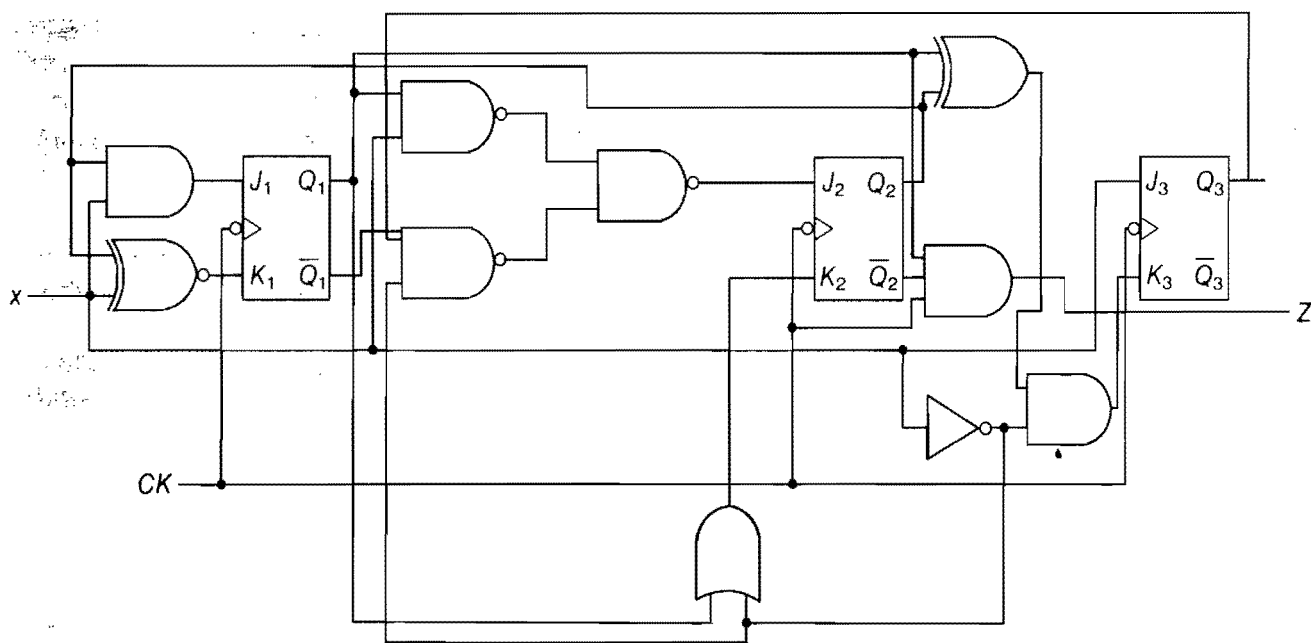 J₁ Q₁
K₁ Q̅₁
J₂ Q₂
K₂ Q̅₂
J₃ Q₃
K₃ Q̅₃
x
Z
CK